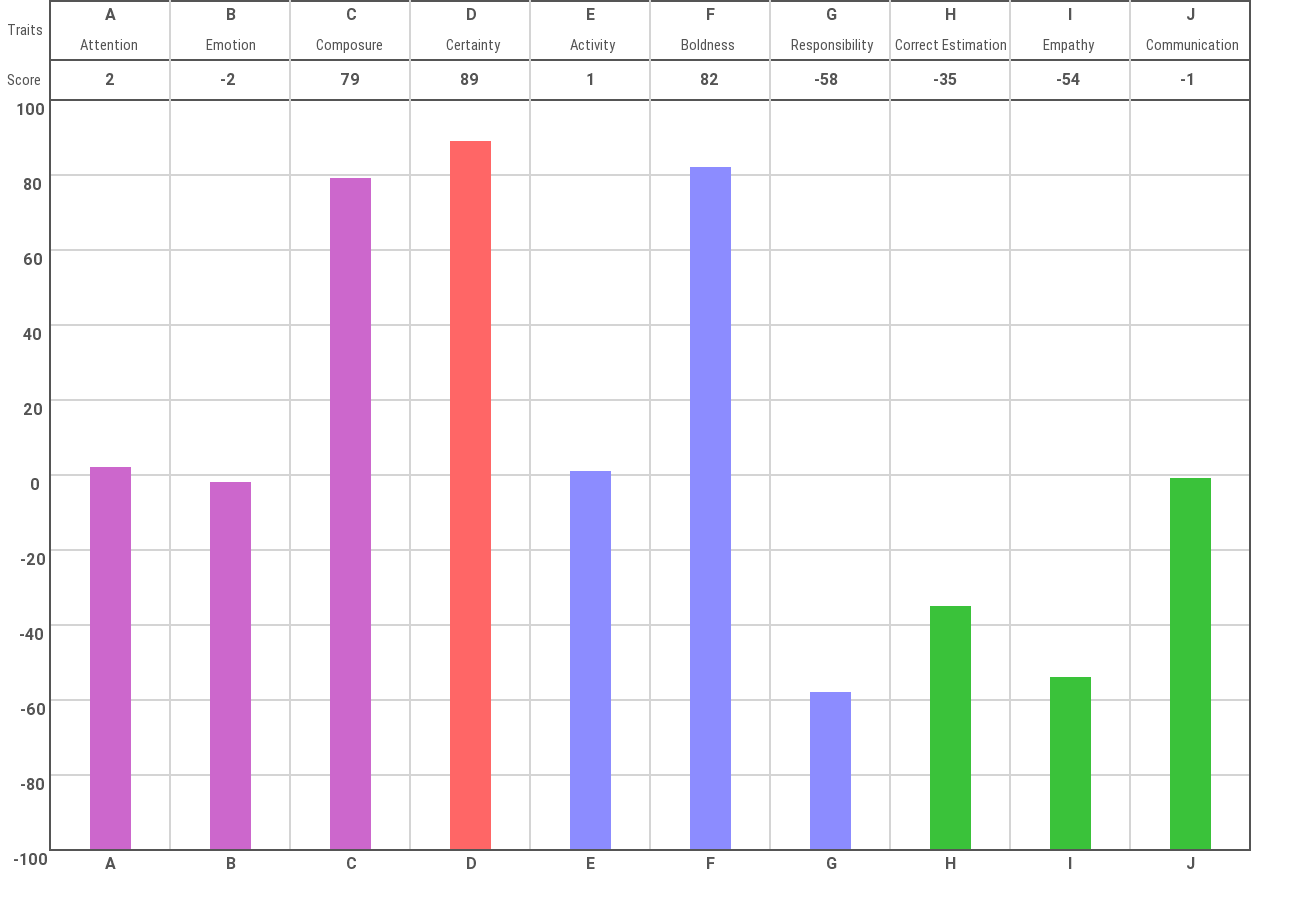 A B C D E F G H I J
Traits
Attention Emotion Composure Certainty Activity Boldness Responsibility Correct Estimation Empathy Communication
Score 2 -2 79 89 1 82 -58 -35 -54 -1
100
80
60
40
20
0
-20
-40
-60
-80
-100
A B C D E F G H I J